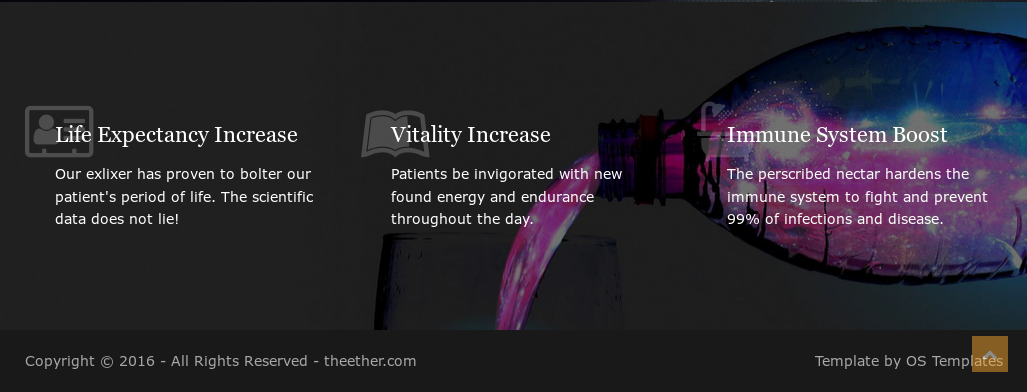 Life Expectancy Increase
Our exlixer has proven to bolter our
patient's period of life. The scientific
data does not lie!
Vitality Increase
Patients be invigorated with new
found energy and endurance
throughout the day.
Immune System Boost
The perscribed nectar hardens the
immune system to fight and prevent
99% of infections and disease.
Copyright © 2016 - All Rights Reserved - theether.com
Template by OS Templates